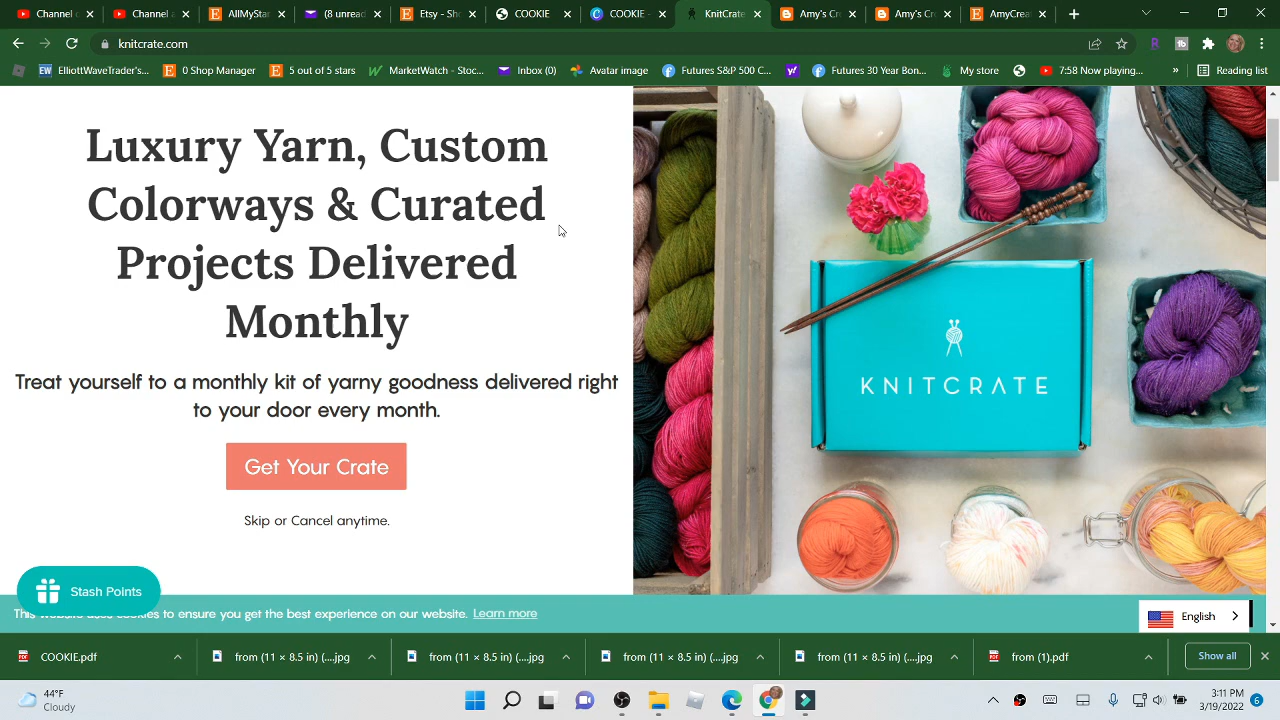 Channel c
Channel c
AllMyStar
(8 unread
Etsy - Sh
COOKIE
COOKIE -
KnitCrate
Amy's Cr
Amy's Cr
AmyCrea
knitcrate.com
EW ElliottWaveTrader's...
0 Shop Manager
5 out of 5 stars
MarketWatch - Stoc...
Inbox (0)
Avatar image
Futures S&P 500 C...
Futures 30 Year Bon...
My store
7:58 Now playing...
»
Reading list
Luxury Yarn, Custom
Colorways & Curated
Projects Delivered
Monthly
Treat yourself to a monthly kit of yarny goodness delivered right
to your door every month.
Get Your Crate
Skip or Cancel anytime.
KNITCRATE
Stash Points
This website uses cookies to ensure you get the best experience on our website. Learn more
English
COOKIE.pdf
from (11 × 8.5 in) (....jpg
from (11 × 8.5 in) (....jpg
from (11 × 8.5 in) (....jpg
from (11 × 8.5 in) (....jpg
from (1).pdf
Show all
44°F
Cloudy
3:11 PM
3/19/2022
6